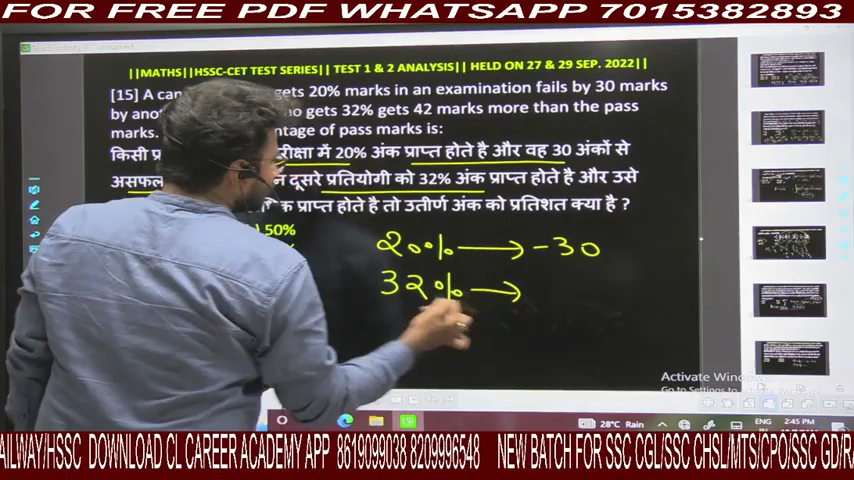 FOR FREE PDF WHATSAPP 7015382893
||MATHS||HSSC-CET TEST SERIES|| TEST 1 & 2 ANALYSIS|| HELD ON 27 & 29 SEP. 2022||
[15] A can gets 20% marks in an examination fails by 30 marks
by ano o gets 32% gets 42 marks more than the pass
marks. ntage of pass marks is:
किसी प्र रीक्षा में 20% अंक प्राप्त होते है और वह 30 अंकों से
असफल दूसरे प्रतियोगी को 32% अंक प्राप्त होते है और उसे
क प्राप्त होते है तो उतीर्ण अंक को प्रतिशत क्या है ?
50%
20% → -30
32% →
Activate Window
Go to Settings
28°C Rain
ENG
2:45 PM
AILWAY/HSSC DOWNLOAD CL CAREER ACADEMY APP 8619099038 8209996548 NEW BATCH FOR SSC CGL/SSC CHSL/MTS/CPO/SSC GD/RA